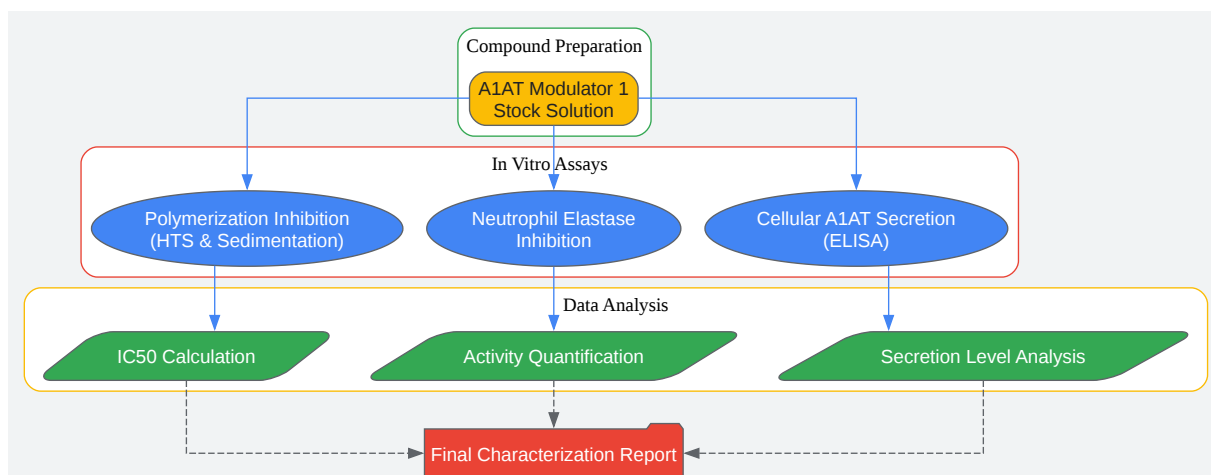 Compound Preparation
A1AT Modulator 1
Stock Solution
In Vitro Assays
Polymerization Inhibition
(HTS & Sedimentation)
Neutrophil Elastase
Inhibition
Cellular A1AT Secretion
(ELISA)
Data Analysis
IC50 Calculation
Activity Quantification
Secretion Level Analysis
Final Characterization Report